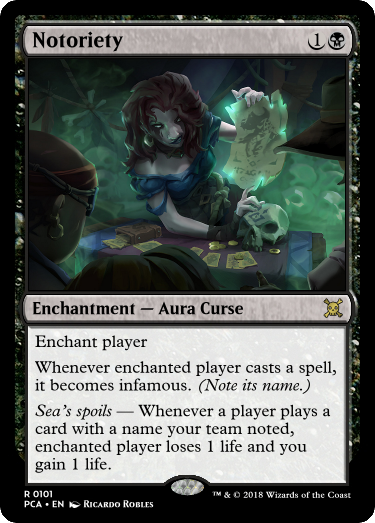 Notoriety 1
Enchantment — Aura Curse
Enchant player
Whenever enchanted player casts a spell,
it becomes infamous. (Note its name.)
Sea's spoils — Whenever a player plays a
card with a name your team noted,
enchanted player loses 1 life and you
gain 1 life.
R 0101
PCA • EN Ricardo Robles
™ & © 2018 Wizards of the Coast